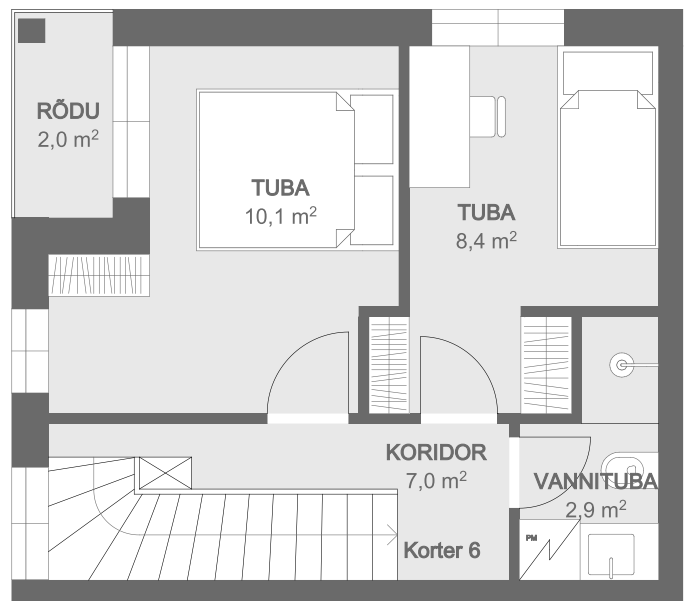 RÕDU
2,0 m²
TUBA
10,1 m²
TUBA
8,4 m²
KORIDOR
7,0 m²
VANNITUBA
2,9 m²
PM
Korter 6